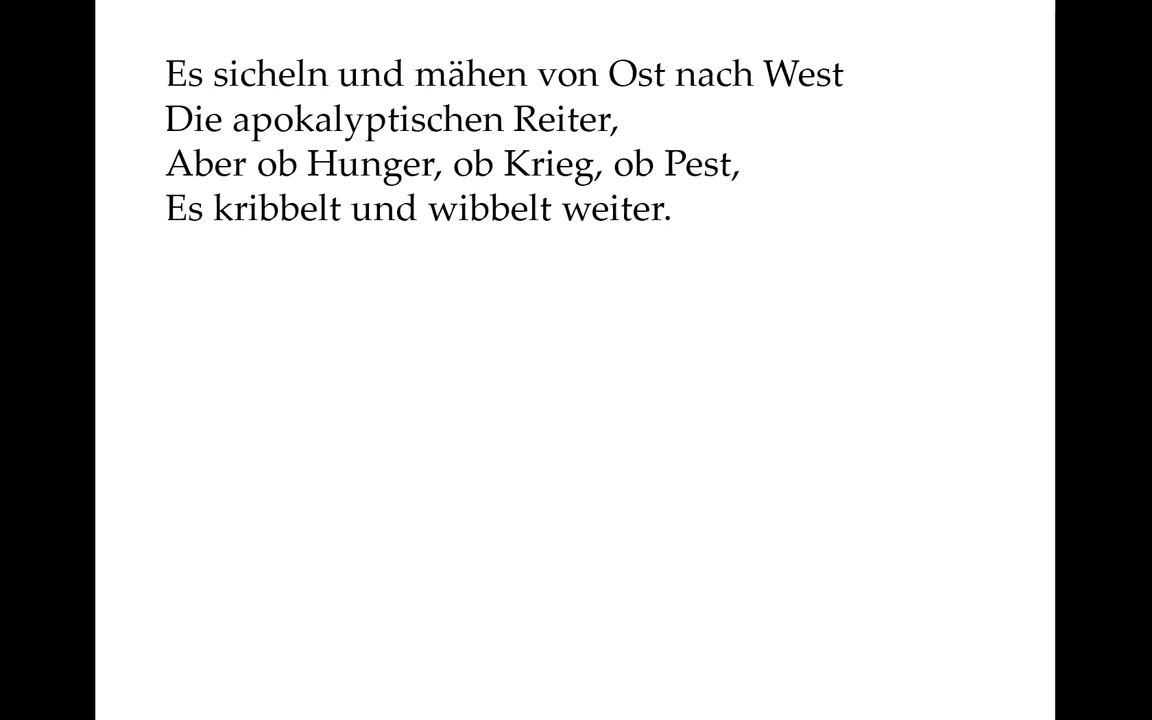 Es sicheln und mähen von Ost nach West
Die apokalyptischen Reiter,
Aber ob Hunger, ob Krieg, ob Pest,
Es kribbelt und wibbelt weiter.